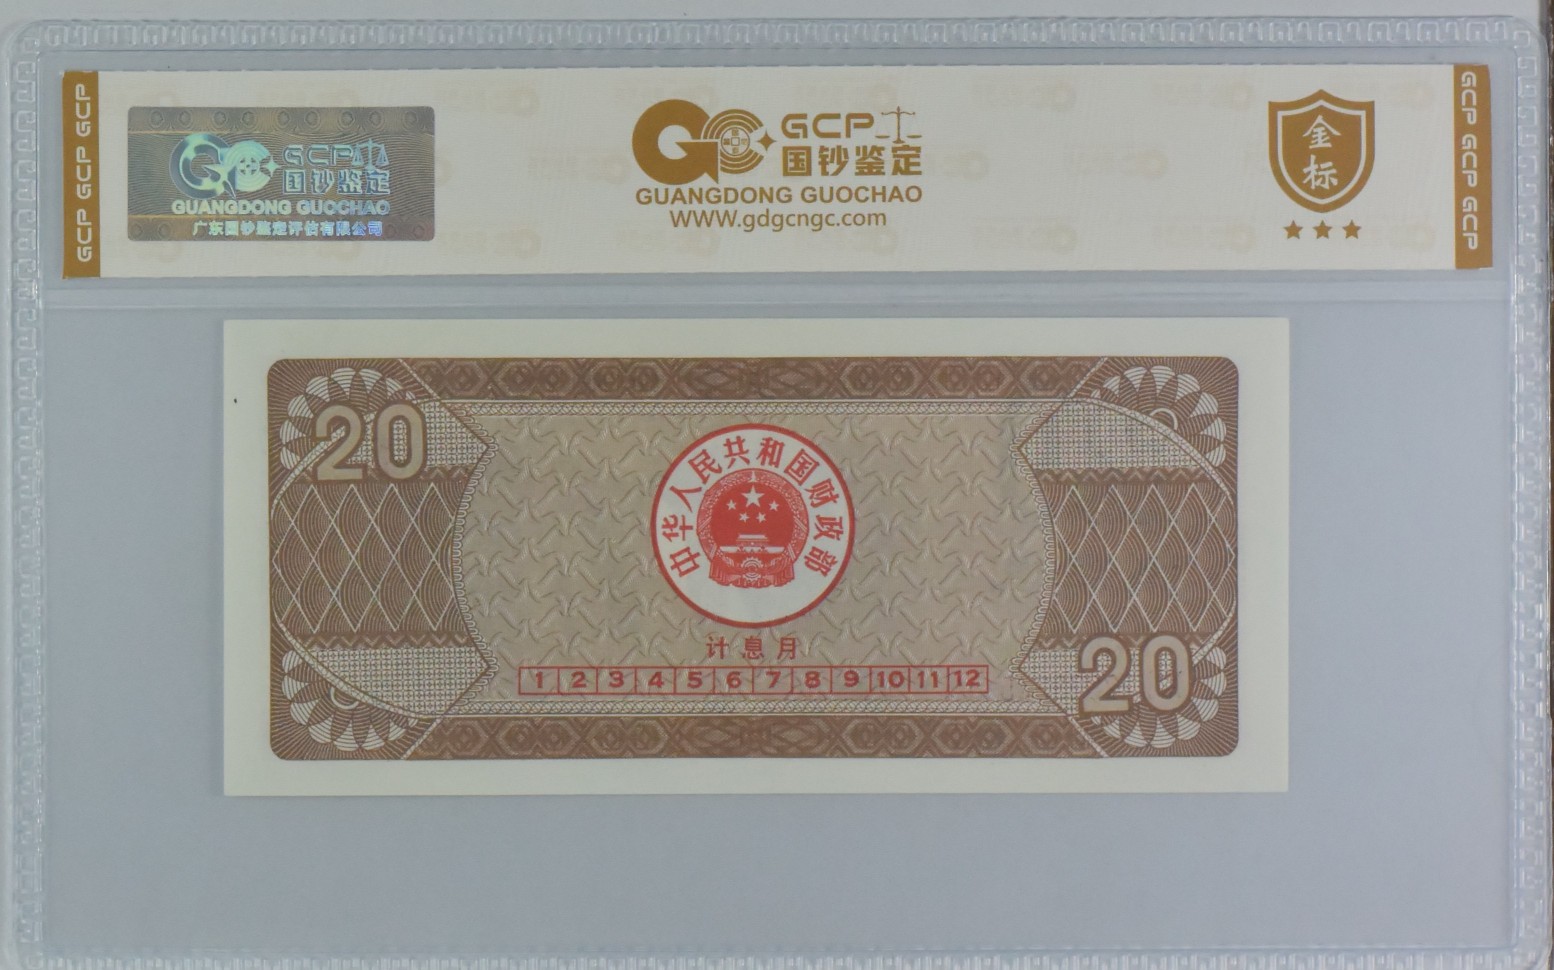 GCP GCP GCP
GCP
国钞鉴定
GUANGDONG GUOCHAO
广东国钞鉴定评估有限公司
GCP
国钞鉴定
GUANGDONG GUOCHAO
WWW.gdgcngc.com
金
标
GCP GCP GCP
20
中华人民共和国财政部
计息月
1 2 3 4 5 6 7 8 9 10 11 12
20